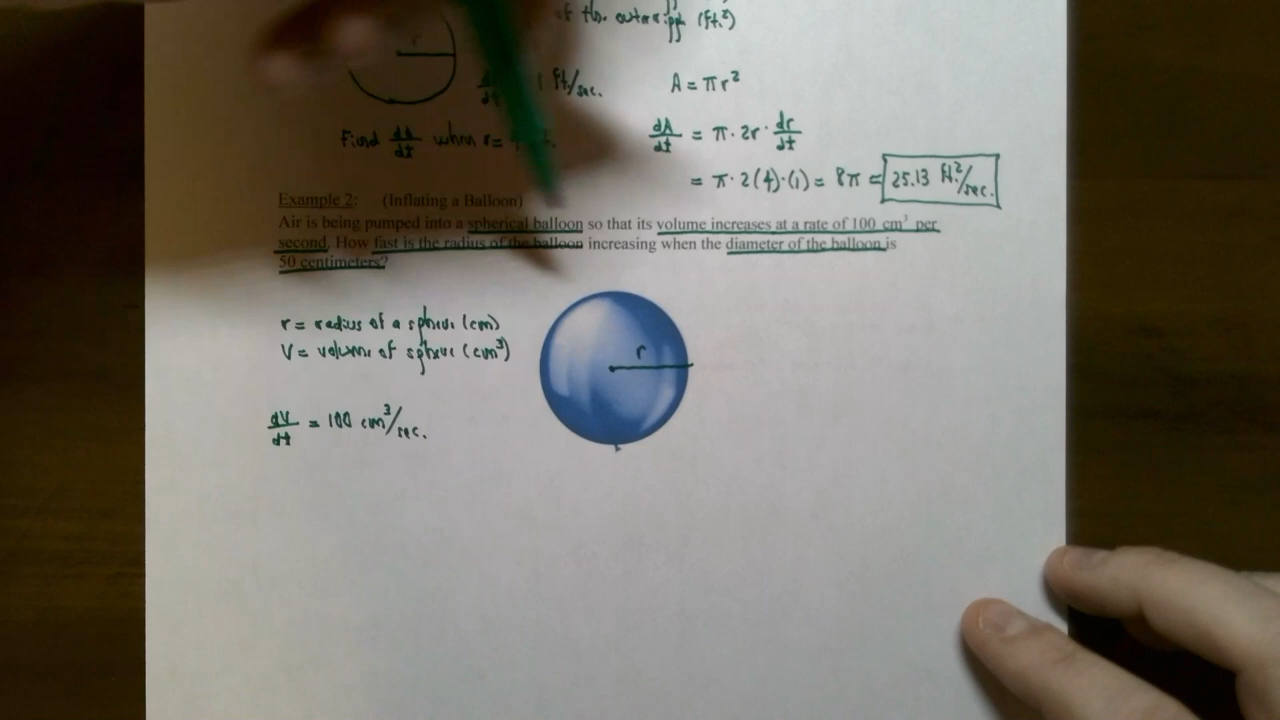 of the outer ripple (ft.²)
r
ft/sec.
A = πr²
Find dA/dt when r =
dA/dt = π · 2r · dr/dt
= π · 2(4) · (1) = 8π = 25.13 ft.²/sec.
Example 2: (Inflating a Balloon)
Air is being pumped into a spherical balloon so that its volume increases at a rate of 100 cm³ per
second. How fast is the radius of the balloon increasing when the diameter of the balloon is
50 centimeters?
r = radius of a sphere (cm)
V = volume of sphere (cm³)
r
dV/dt = 100 cm³/sec.